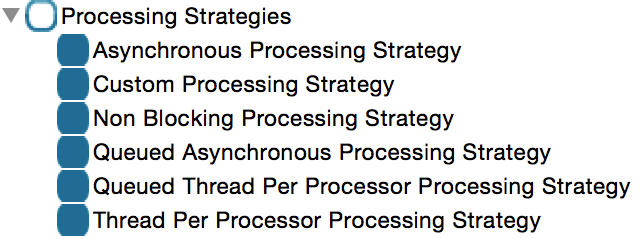 Processing Strategies
Asynchronous Processing Strategy
Custom Processing Strategy
Non Blocking Processing Strategy
Queued Asynchronous Processing Strategy
Queued Thread Per Processor Processing Strategy
Thread Per Processor Processing Strategy